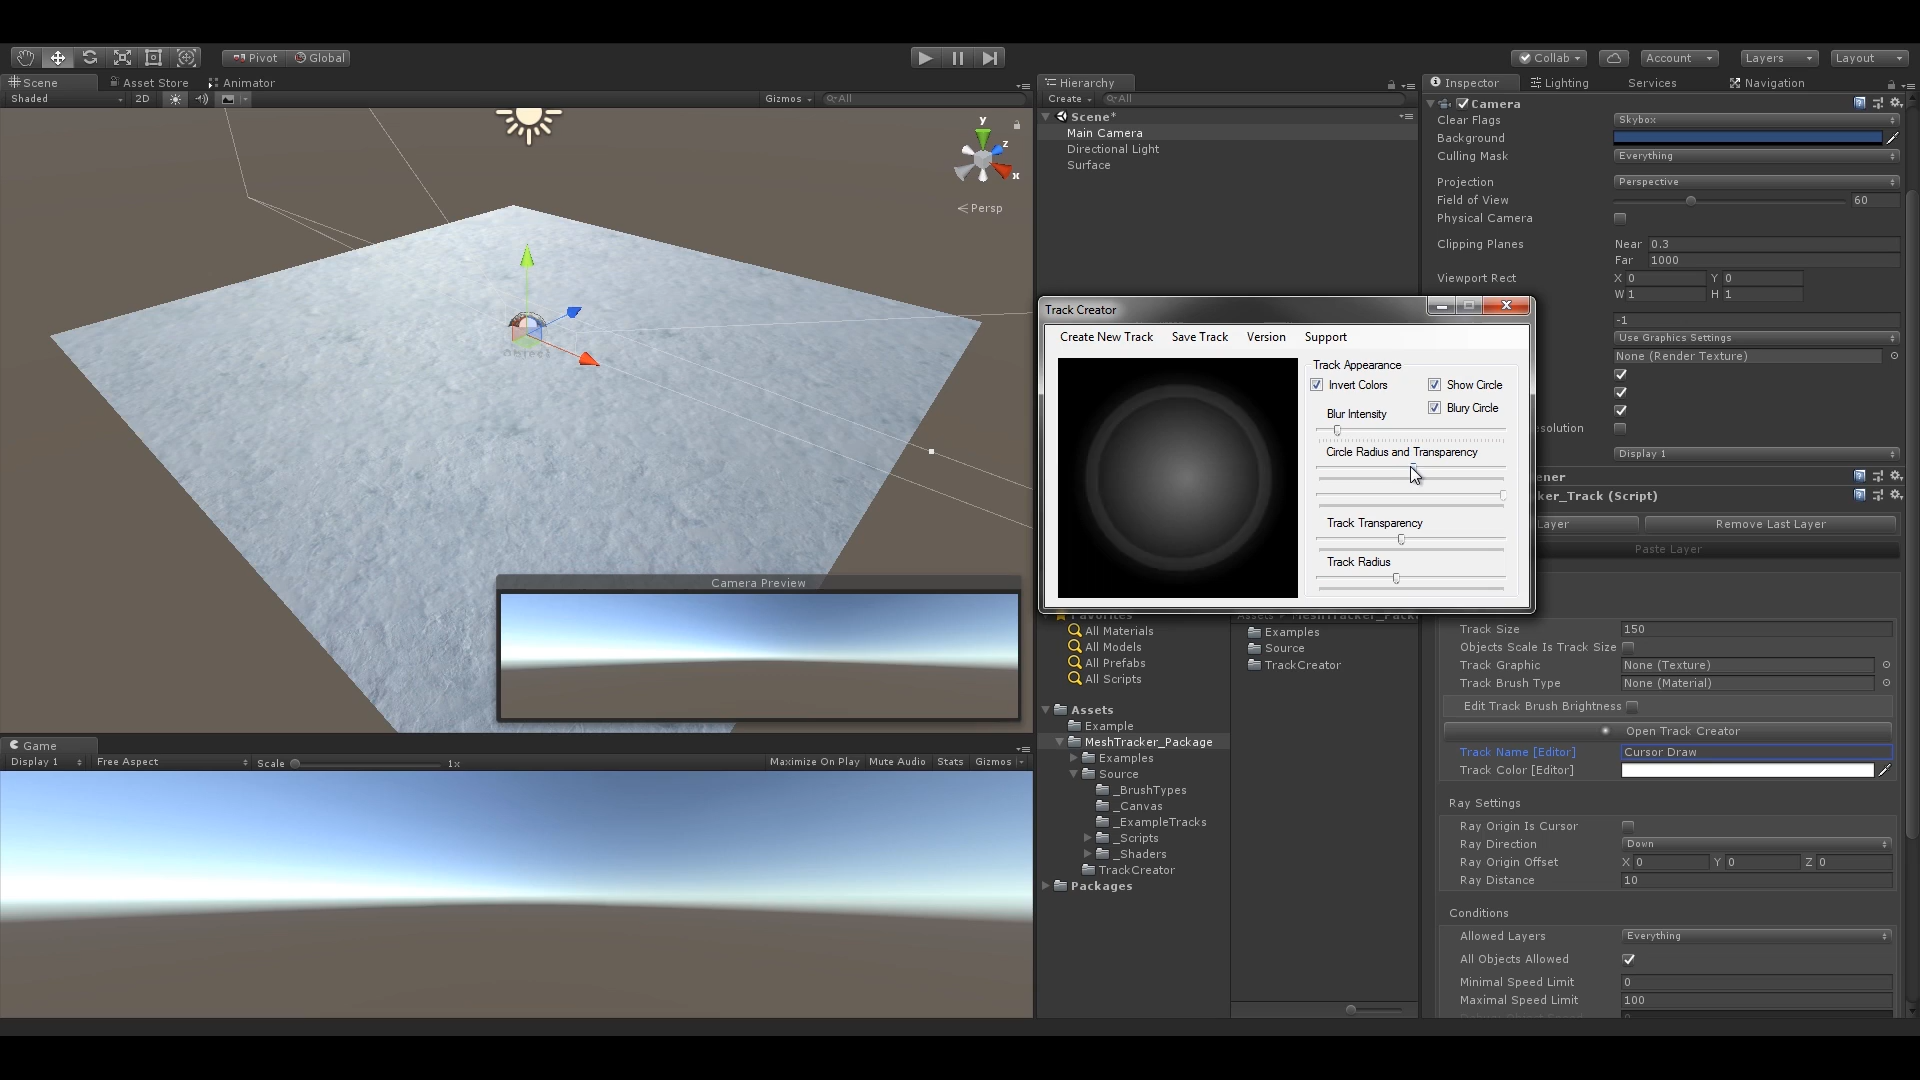 Pivot
Global
Collab
Account
Layers
Layout
Scene
Asset Store
Animator
Shaded
2D
Gizmos
All
y
z
x
Persp
Camera Preview
Game
Display 1
Free Aspect
Scale
1x
Maximize On Play
Mute Audio
Stats
Gizmos
Hierarchy
Create
All
Scene*
Main Camera
Directional Light
Surface
Track Creator
Create New Track
Save Track
Version
Support
Track Appearance
Invert Colors
Show Circle
Blur Intensity
Blury Circle
Circle Radius and Transparency
Track Transparency
Track Radius
Favorites
All Materials
All Models
All Prefabs
All Scripts
Assets
Example
MeshTracker_Package
Examples
Source
_BrushTypes
_Canvas
_ExampleTracks
_Scripts
_Shaders
TrackCreator
Packages
Examples
Source
TrackCreator
Inspector
Lighting
Services
Navigation
Camera
Clear Flags
Skybox
Background
Culling Mask
Everything
Projection
Perspective
Field of View
60
Physical Camera
Clipping Planes
Near
0.3
Far
1000
Viewport Rect
X
0
Y
0
W
1
H
1
-1
Use Graphics Settings
None (Render Texture)
esolution
Display 1
ener
ker_Track (Script)
Layer
Remove Last Layer
Paste Layer
Track Size
150
Objects Scale Is Track Size
Track Graphic
None (Texture)
Track Brush Type
None (Material)
Edit Track Brush Brightness
Open Track Creator
Track Name [Editor]
Cursor Draw
Track Color [Editor]
Ray Settings
Ray Origin Is Cursor
Ray Direction
Down
Ray Origin Offset
X
0
Y
0
Z
0
Ray Distance
10
Conditions
Allowed Layers
Everything
All Objects Allowed
Minimal Speed Limit
0
Maximal Speed Limit
100